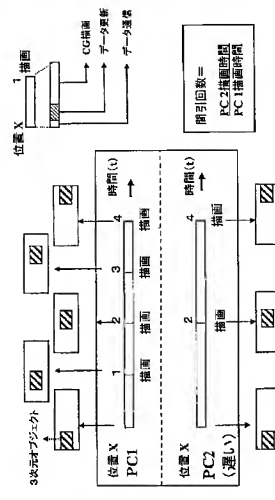 3次元オブジェクト
位置 X
PC1
1
描画
2
描画
3
描画
4
描画
時間(t)
位置 X
PC2
(遅い)
2
描画
4
描画
時間(t)
位置 X
1
描画
CG描画
データ更新
データ通信
間引回数＝
PC 2描画時間
PC 1描画時間